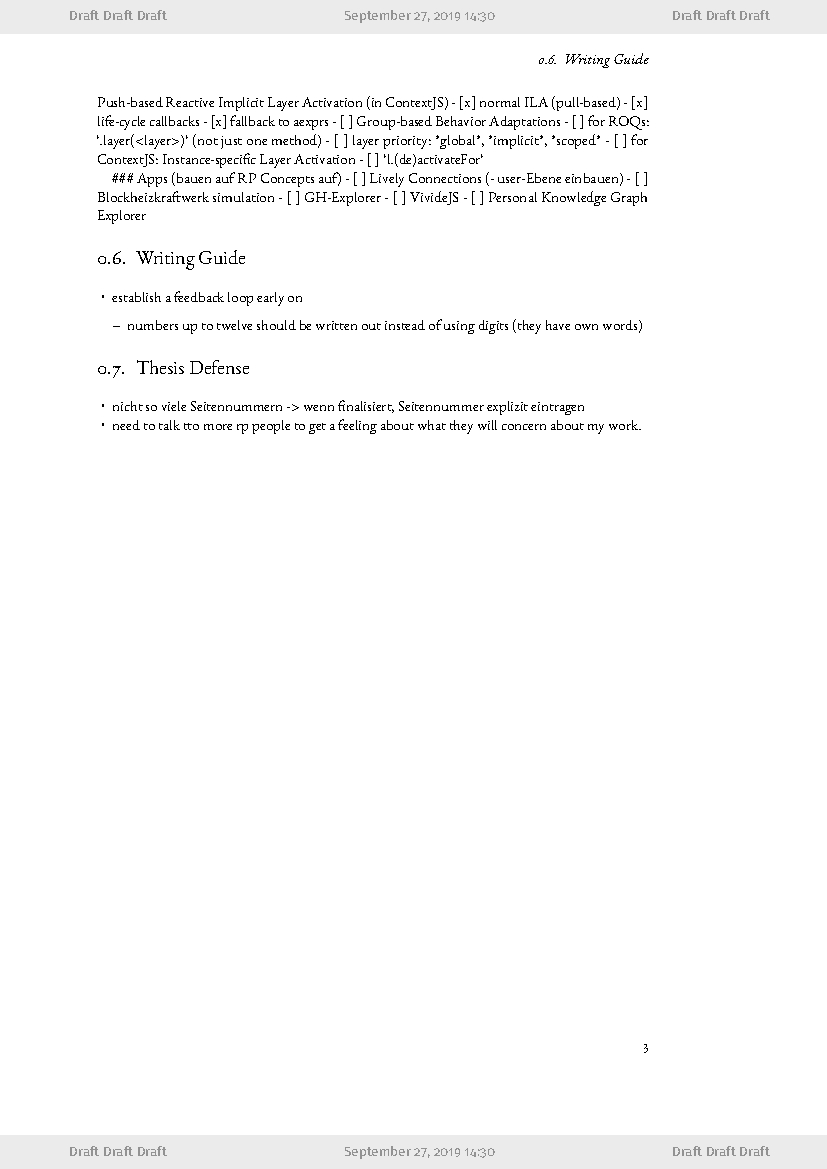 Draft Draft Draft September 27, 2019 14:30 Draft Draft Draft
0.6. Writing Guide
Push-based Reactive Implicit Layer Activation (in ContextJS) - [x] normal ILA (pull-based) - [x]
life-cycle callbacks - [x] fallback to aexprs - [ ] Group-based Behavior Adaptations - [ ] for ROQs:
‘.layer(<layer>)‘ (not just one method) - [ ] layer priority: *global*, *implicit*, *scoped* - [ ] for
ContextJS: Instance-specific Layer Activation - [ ] ‘l.(de)activateFor‘
### Apps (bauen auf RP Concepts auf) - [ ] Lively Connections (- user-Ebene einbauen) - [ ]
Blockheizkraftwerk simulation - [ ] GH-Explorer - [ ] VivideJS - [ ] Personal Knowledge Graph
Explorer
0.6. Writing Guide
• establish a feedback loop early on
– numbers up to twelve should be written out instead of using digits (they have own words)
0.7. Thesis Defense
• nicht so viele Seitennummern -> wenn finalisiert, Seitennummer explizit eintragen
• need to talk tto more rp people to get a feeling about what they will concern about my work.
3
Draft Draft Draft September 27, 2019 14:30 Draft Draft Draft